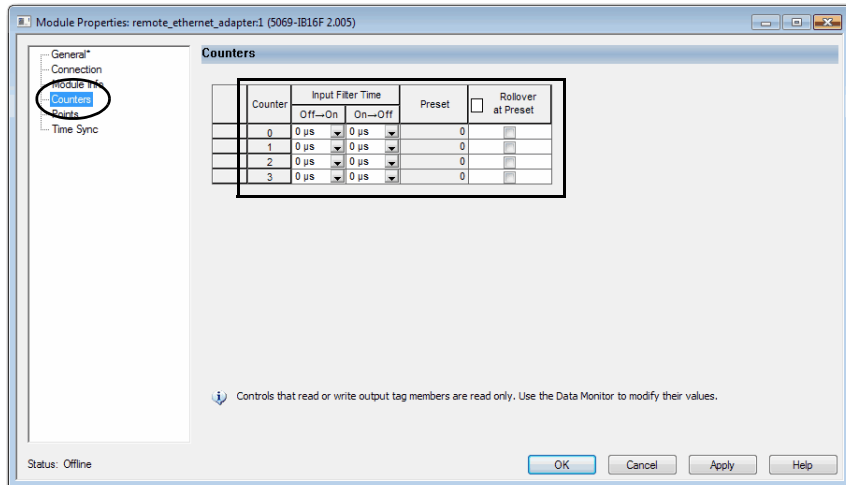 Module Properties: remote_ethernet_adapter:1 (5069-IB16F 2.005)
General*
Connection
Module Info
Counters
Points
Time Sync
Counters
Counter
Input Filter Time
Off→On
On→Off
Preset
Rollover
at Preset
0 0 µs 0 µs 0
1 0 µs 0 µs 0
2 0 µs 0 µs 0
3 0 µs 0 µs 0
Controls that read or write output tag members are read only. Use the Data Monitor to modify their values.
Status: Offline
OK
Cancel
Apply
Help